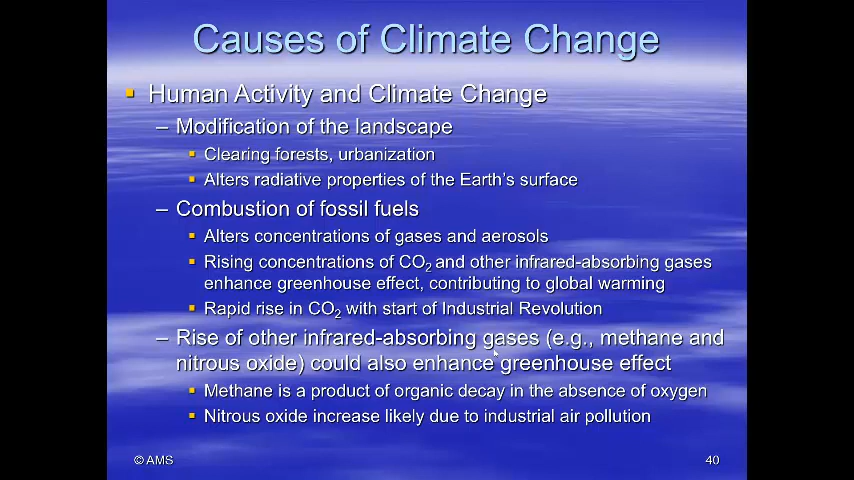 Causes of Climate Change
▪ Human Activity and Climate Change
– Modification of the landscape
▪ Clearing forests, urbanization
▪ Alters radiative properties of the Earth's surface
– Combustion of fossil fuels
▪ Alters concentrations of gases and aerosols
▪ Rising concentrations of CO₂ and other infrared-absorbing gases
enhance greenhouse effect, contributing to global warming
▪ Rapid rise in CO₂ with start of Industrial Revolution
– Rise of other infrared-absorbing gases (e.g., methane and
nitrous oxide) could also enhance greenhouse effect
▪ Methane is a product of organic decay in the absence of oxygen
▪ Nitrous oxide increase likely due to industrial air pollution
© AMS
40